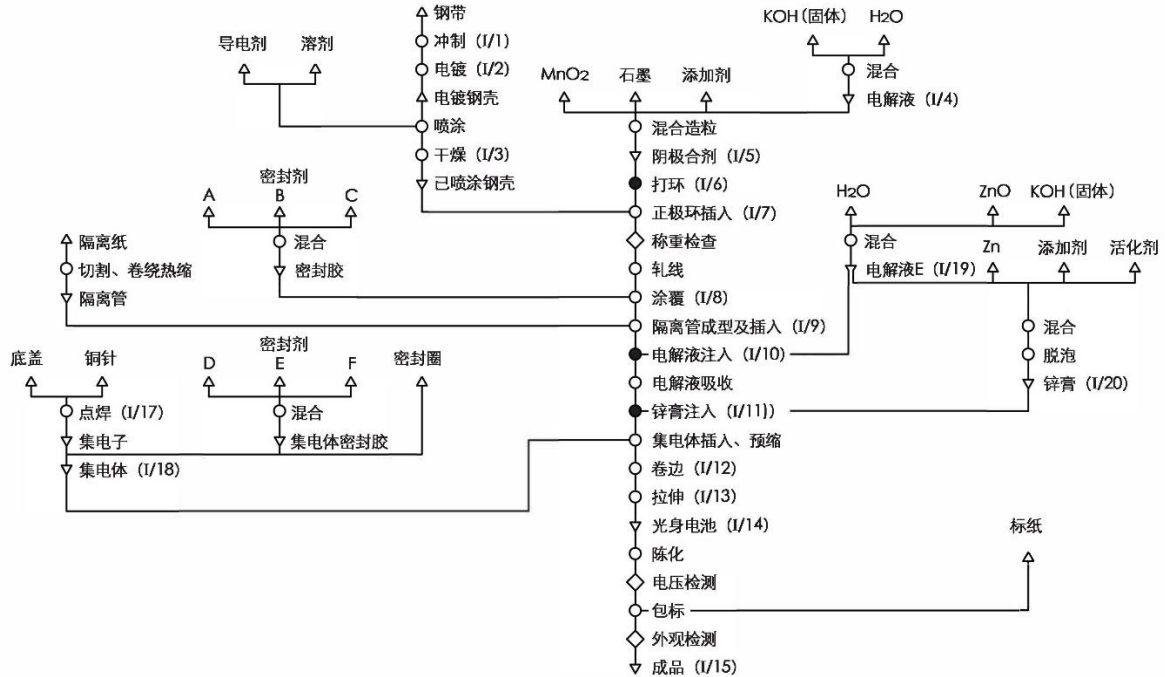 钢带
KOH(固体) H2O
导电剂 溶剂
冲制 (I/1)
电镀 (I/2)
混合
MnO2 石墨 添加剂
电镀钢壳
电解液 (I/4)
喷涂
混合造粒
干燥 (I/3)
阴极合剂 (I/5)
已喷涂钢壳
打环 (I/6)
密封剂
A B C
H2O ZnO KOH(固体)
正极环插入 (I/7)
隔离纸
混合
称重检查
混合
Zn 添加剂 活化剂
切割、卷绕热缩
密封胶
轧线
电解液E (I/19)
隔离管
涂覆 (I/8)
隔离管成型及插入 (I/9)
混合
密封剂
底盖 铜针
D E F
密封圈
电解液注入 (I/10)
脱泡
电解液吸收
锌膏 (I/20)
点焊 (I/17)
混合
锌膏注入 (I/11))
集电子
集电体密封胶
集电体插入、预缩
集电体 (I/18)
卷边 (I/12)
拉伸 (I/13)
光身电池 (I/14)
标纸
陈化
电压检测
包标
外观检测
成品 (I/15)